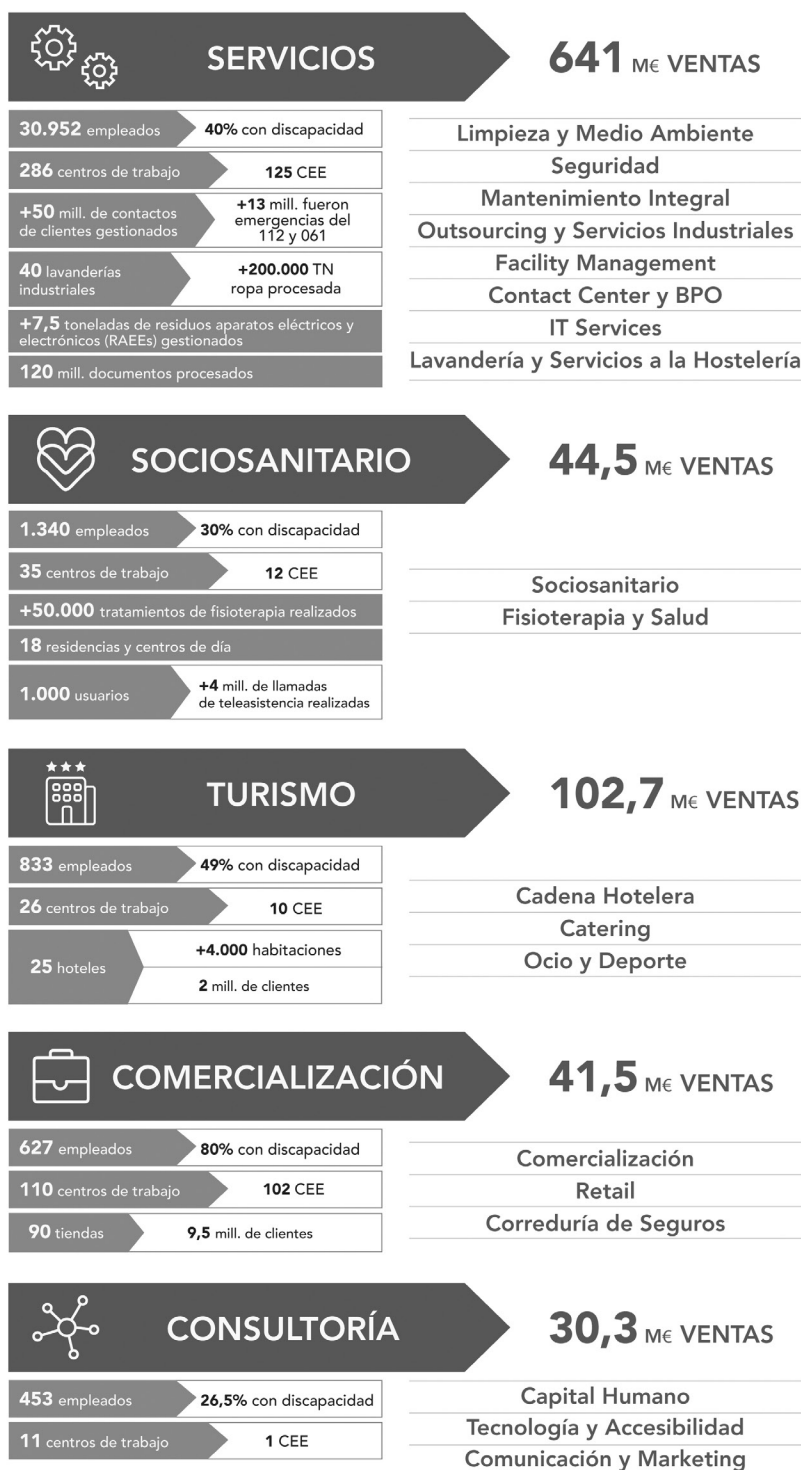 SERVICIOS
641 M€ VENTAS
30.952 empleados
40% con discapacidad
286 centros de trabajo
125 CEE
+50 mill. de contactos
de clientes gestionados
+13 mill. fueron
emergencias del
112 y 061
40 lavanderías
industriales
+200.000 TN
ropa procesada
+7,5 toneladas de residuos aparatos eléctricos y
electrónicos (RAEEs) gestionados
120 mill. documentos procesados
Limpieza y Medio Ambiente
Seguridad
Mantenimiento Integral
Outsourcing y Servicios Industriales
Facility Management
Contact Center y BPO
IT Services
Lavandería y Servicios a la Hostelería
SOCIOSANITARIO
44,5 M€ VENTAS
1.340 empleados
30% con discapacidad
35 centros de trabajo
12 CEE
+50.000 tratamientos de fisioterapia realizados
18 residencias y centros de día
1.000 usuarios
+4 mill. de llamadas
de teleasistencia realizadas
Sociosanitario
Fisioterapia y Salud
TURISMO
102,7 M€ VENTAS
833 empleados
49% con discapacidad
26 centros de trabajo
10 CEE
25 hoteles
+4.000 habitaciones
2 mill. de clientes
Cadena Hotelera
Catering
Ocio y Deporte
COMERCIALIZACIÓN
41,5 M€ VENTAS
627 empleados
80% con discapacidad
110 centros de trabajo
102 CEE
90 tiendas
9,5 mill. de clientes
Comercialización
Retail
Correduría de Seguros
CONSULTORÍA
30,3 M€ VENTAS
453 empleados
26,5% con discapacidad
11 centros de trabajo
1 CEE
Capital Humano
Tecnología y Accesibilidad
Comunicación y Marketing